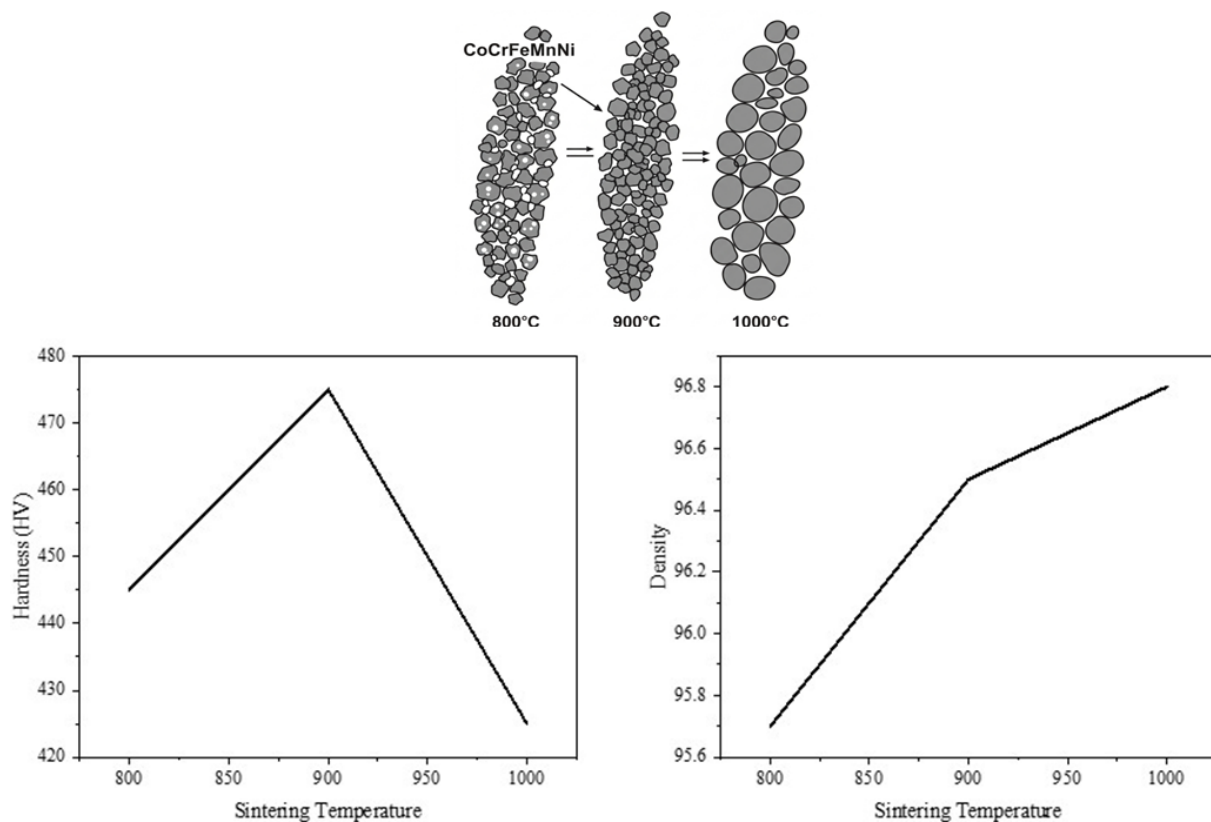 CoCrFeMnNi
800°C 900°C 1000°C
480
470
460
450
440
430
420
Hardness (HV)
800 850 900 950 1000
Sintering Temperature
96.8
96.6
96.4
96.2
96.0
95.8
95.6
Density
800 850 900 950 1000
Sintering Temperature